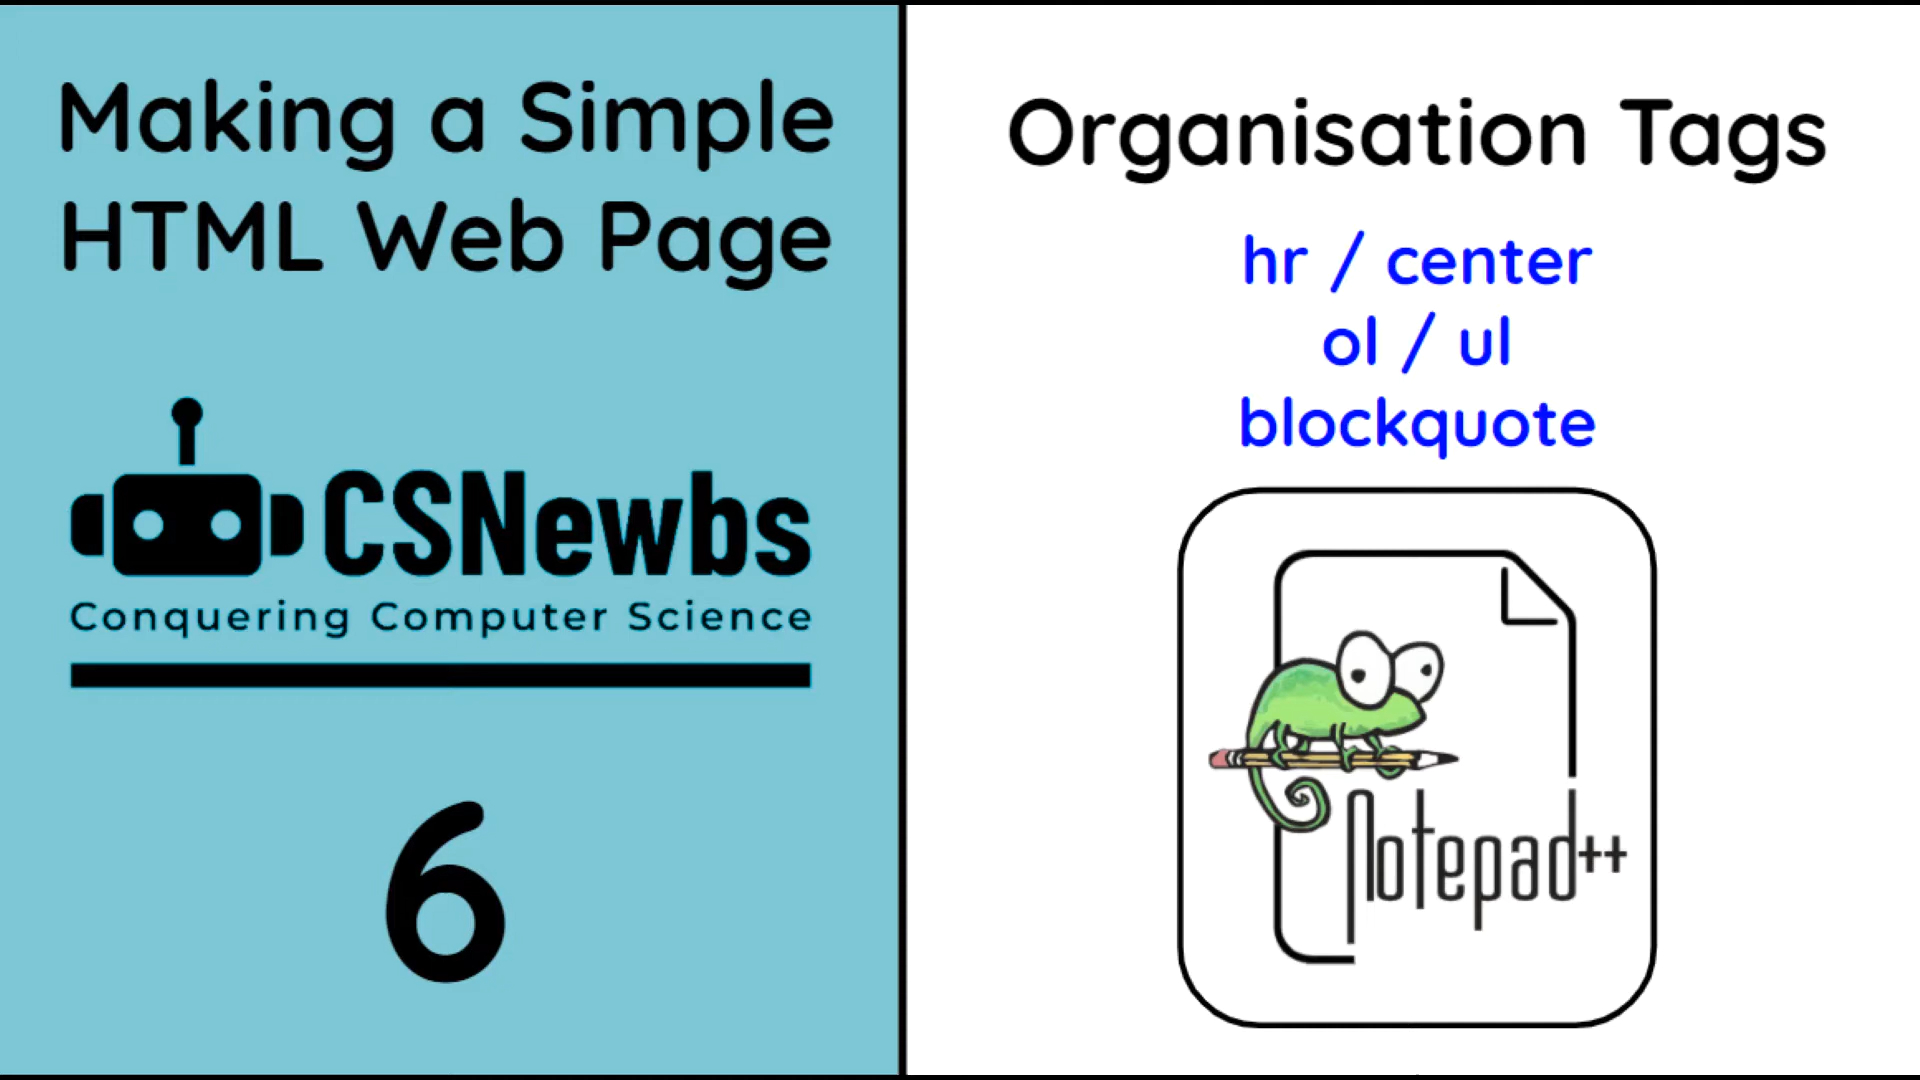 Making a Simple
HTML Web Page
CSNewbs
Conquering Computer Science
6
Organisation Tags
hr / center
ol / ul
blockquote
Notepad++